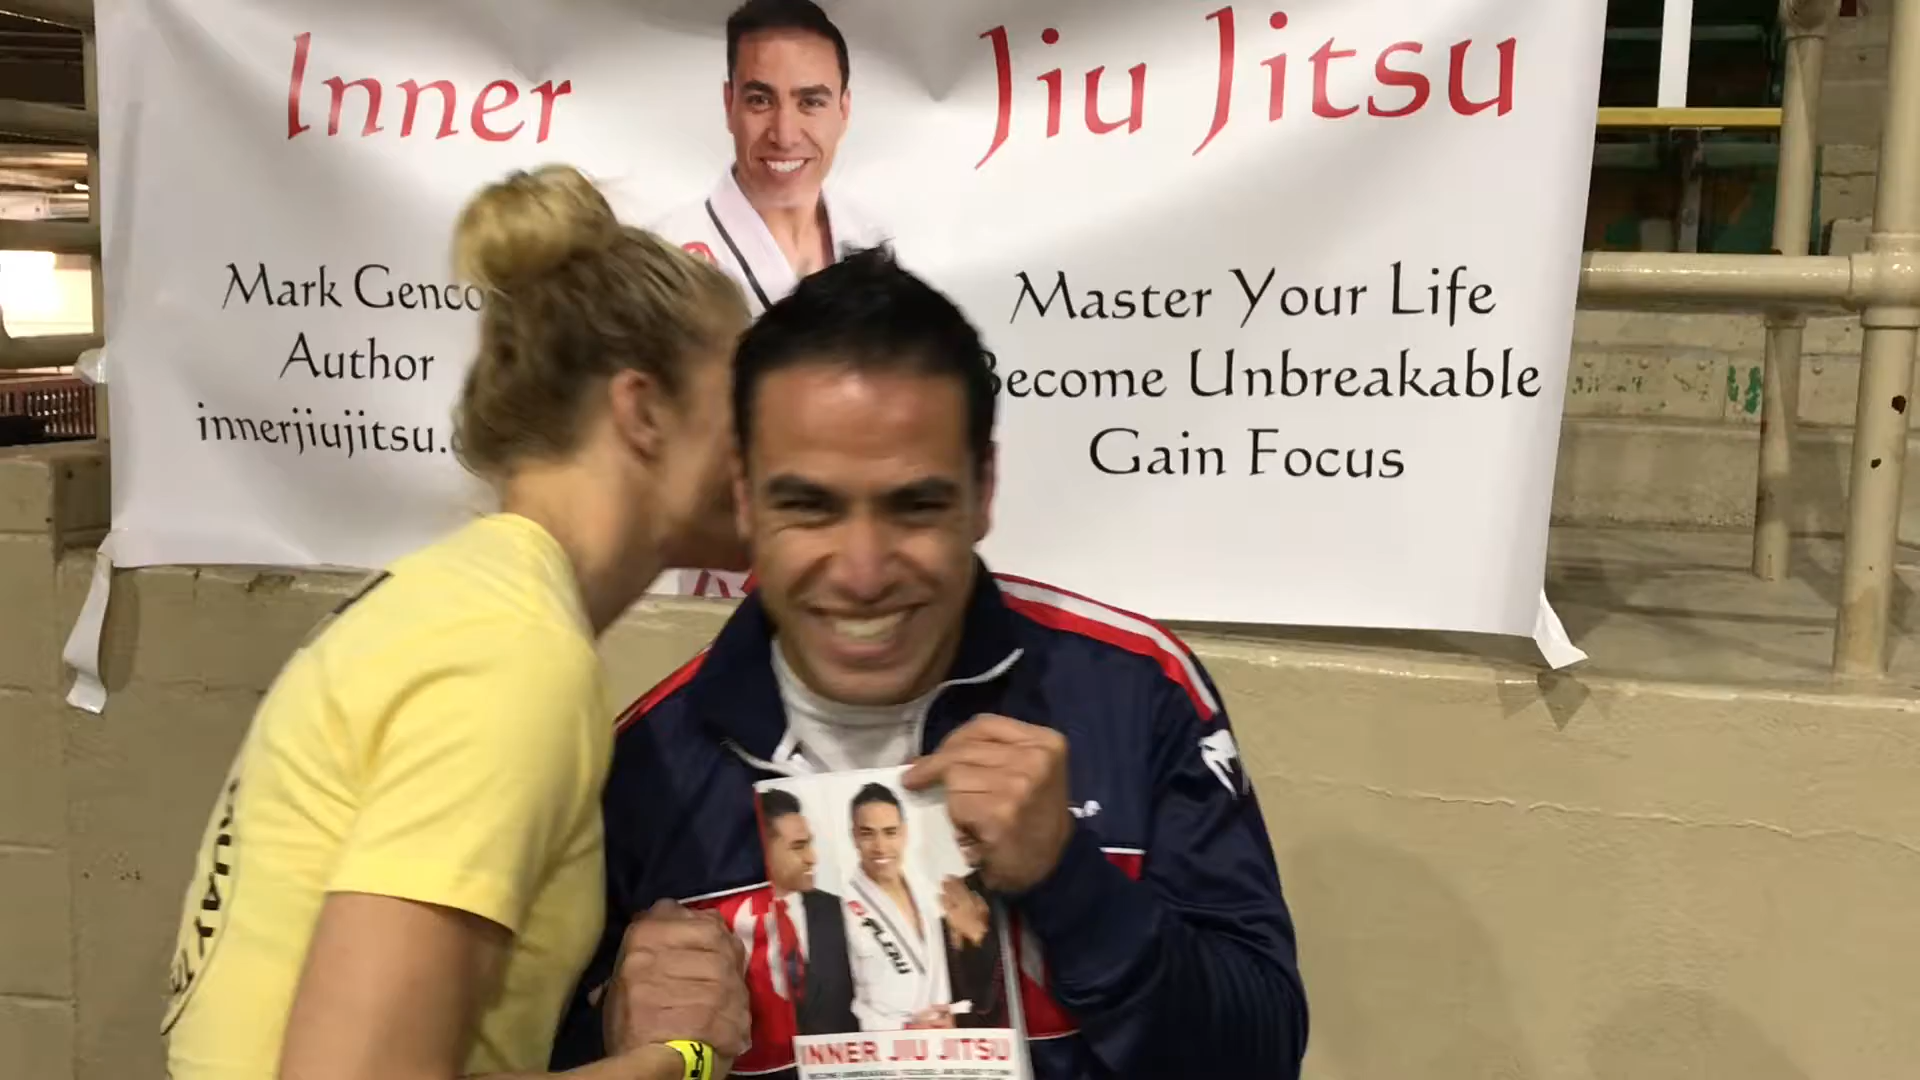 Inner Jiu Jitsu
Mark Genco
Author
innerjiujitsu.
Master Your Life
Become Unbreakable
Gain Focus
INNER JIU JITSU